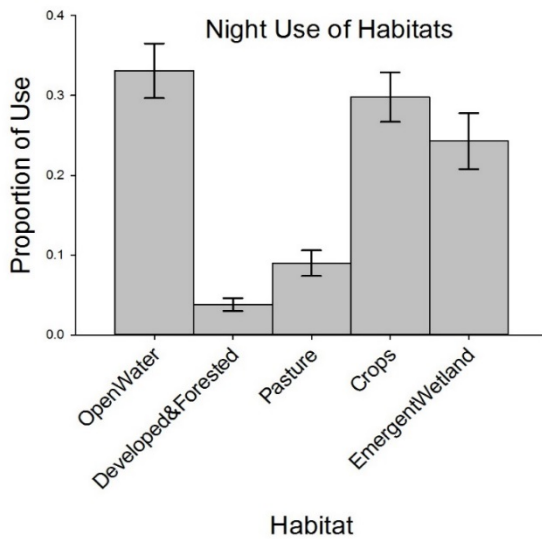 Night Use of Habitats
Proportion of Use
0.4
0.3
0.2
0.1
0.0
OpenWater
Developed&Forested
Pasture
Crops
EmergentWetland
Habitat